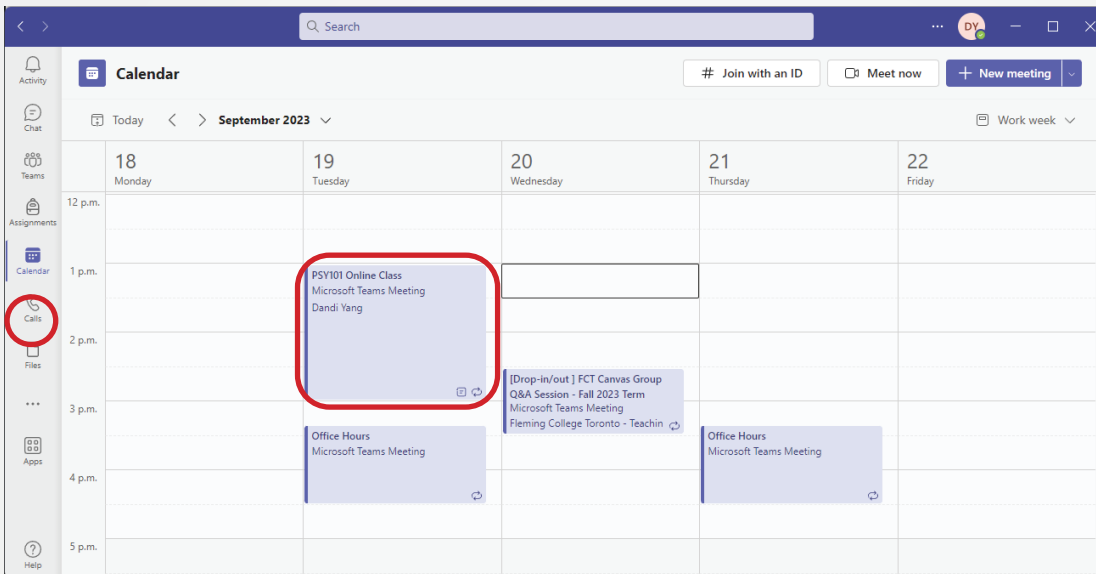 Search
DY
Activity
Chat
Teams
Assignments
Calendar
Calls
Files
Apps
Help
Calendar
# Join with an ID
Meet now
+ New meeting
Today
September 2023
Work week
18
Monday
19
Tuesday
20
Wednesday
21
Thursday
22
Friday
12 p.m.
1 p.m.
2 p.m.
3 p.m.
4 p.m.
5 p.m.
PSY101 Online Class
Microsoft Teams Meeting
Dandi Yang
Office Hours
Microsoft Teams Meeting
[Drop-in/out ] FCT Canvas Group
Q&A Session - Fall 2023 Term
Microsoft Teams Meeting
Fleming College Toronto - Teachin
Office Hours
Microsoft Teams Meeting